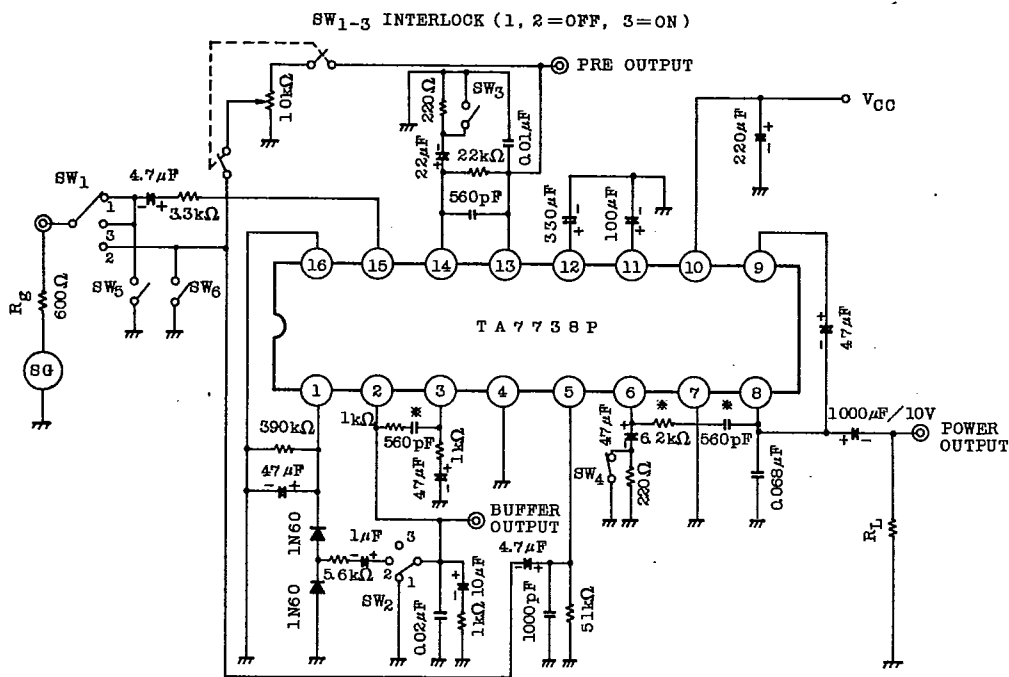 SW1-3 INTERLOCK (1, 2=OFF, 3=ON)
PRE OUTPUT
10kΩ
220Ω
SW3
0.01μF
22μF
+
-
22kΩ
560pF
VCC
220μF
+
-
SW1
1
3
2
4.7μF
- +
3.3kΩ
330μF
-
+
100μF
-
+
Rg
600Ω
SG
SW5
SW6
16
15
14
13
12
11
10
9
TA7738P
+
-
47μF
1
2
3
4
5
6
7
8
390kΩ
47μF
- +
1kΩ
※
560pF
1kΩ
47μF
+
-
47μF
+
-
※
6.2kΩ
※
560pF
SW4
220Ω
0.068μF
1000μF/10V
+ -
POWER
OUTPUT
RL
BUFFER
OUTPUT
1N60
1N60
5.6kΩ
1μF
- +
3
2
1
SW2
0.02μF
+
-
10μF
1kΩ
4.7μF
- +
1000pF
51kΩ